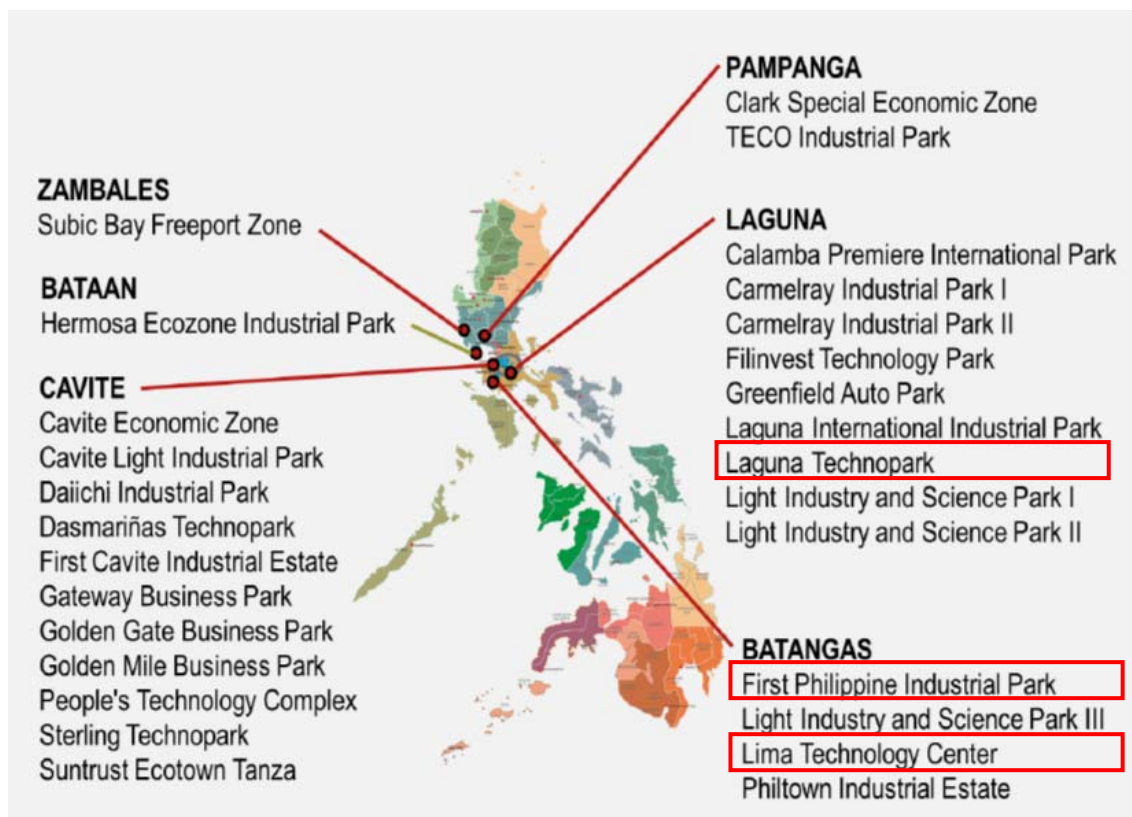 PAMPANGA
Clark Special Economic Zone
TECO Industrial Park
ZAMBALES
Subic Bay Freeport Zone
BATAAN
Hermosa Ecozone Industrial Park
CAVITE
Cavite Economic Zone
Cavite Light Industrial Park
Daiichi Industrial Park
Dasmariñas Technopark
First Cavite Industrial Estate
Gateway Business Park
Golden Gate Business Park
Golden Mile Business Park
People's Technology Complex
Sterling Technopark
Suntrust Ecotown Tanza
LAGUNA
Calamba Premiere International Park
Carmelray Industrial Park I
Carmelray Industrial Park II
Filinvest Technology Park
Greenfield Auto Park
Laguna International Industrial Park
Laguna Technopark
Light Industry and Science Park I
Light Industry and Science Park II
BATANGAS
First Philippine Industrial Park
Light Industry and Science Park III
Lima Technology Center
Philtown Industrial Estate